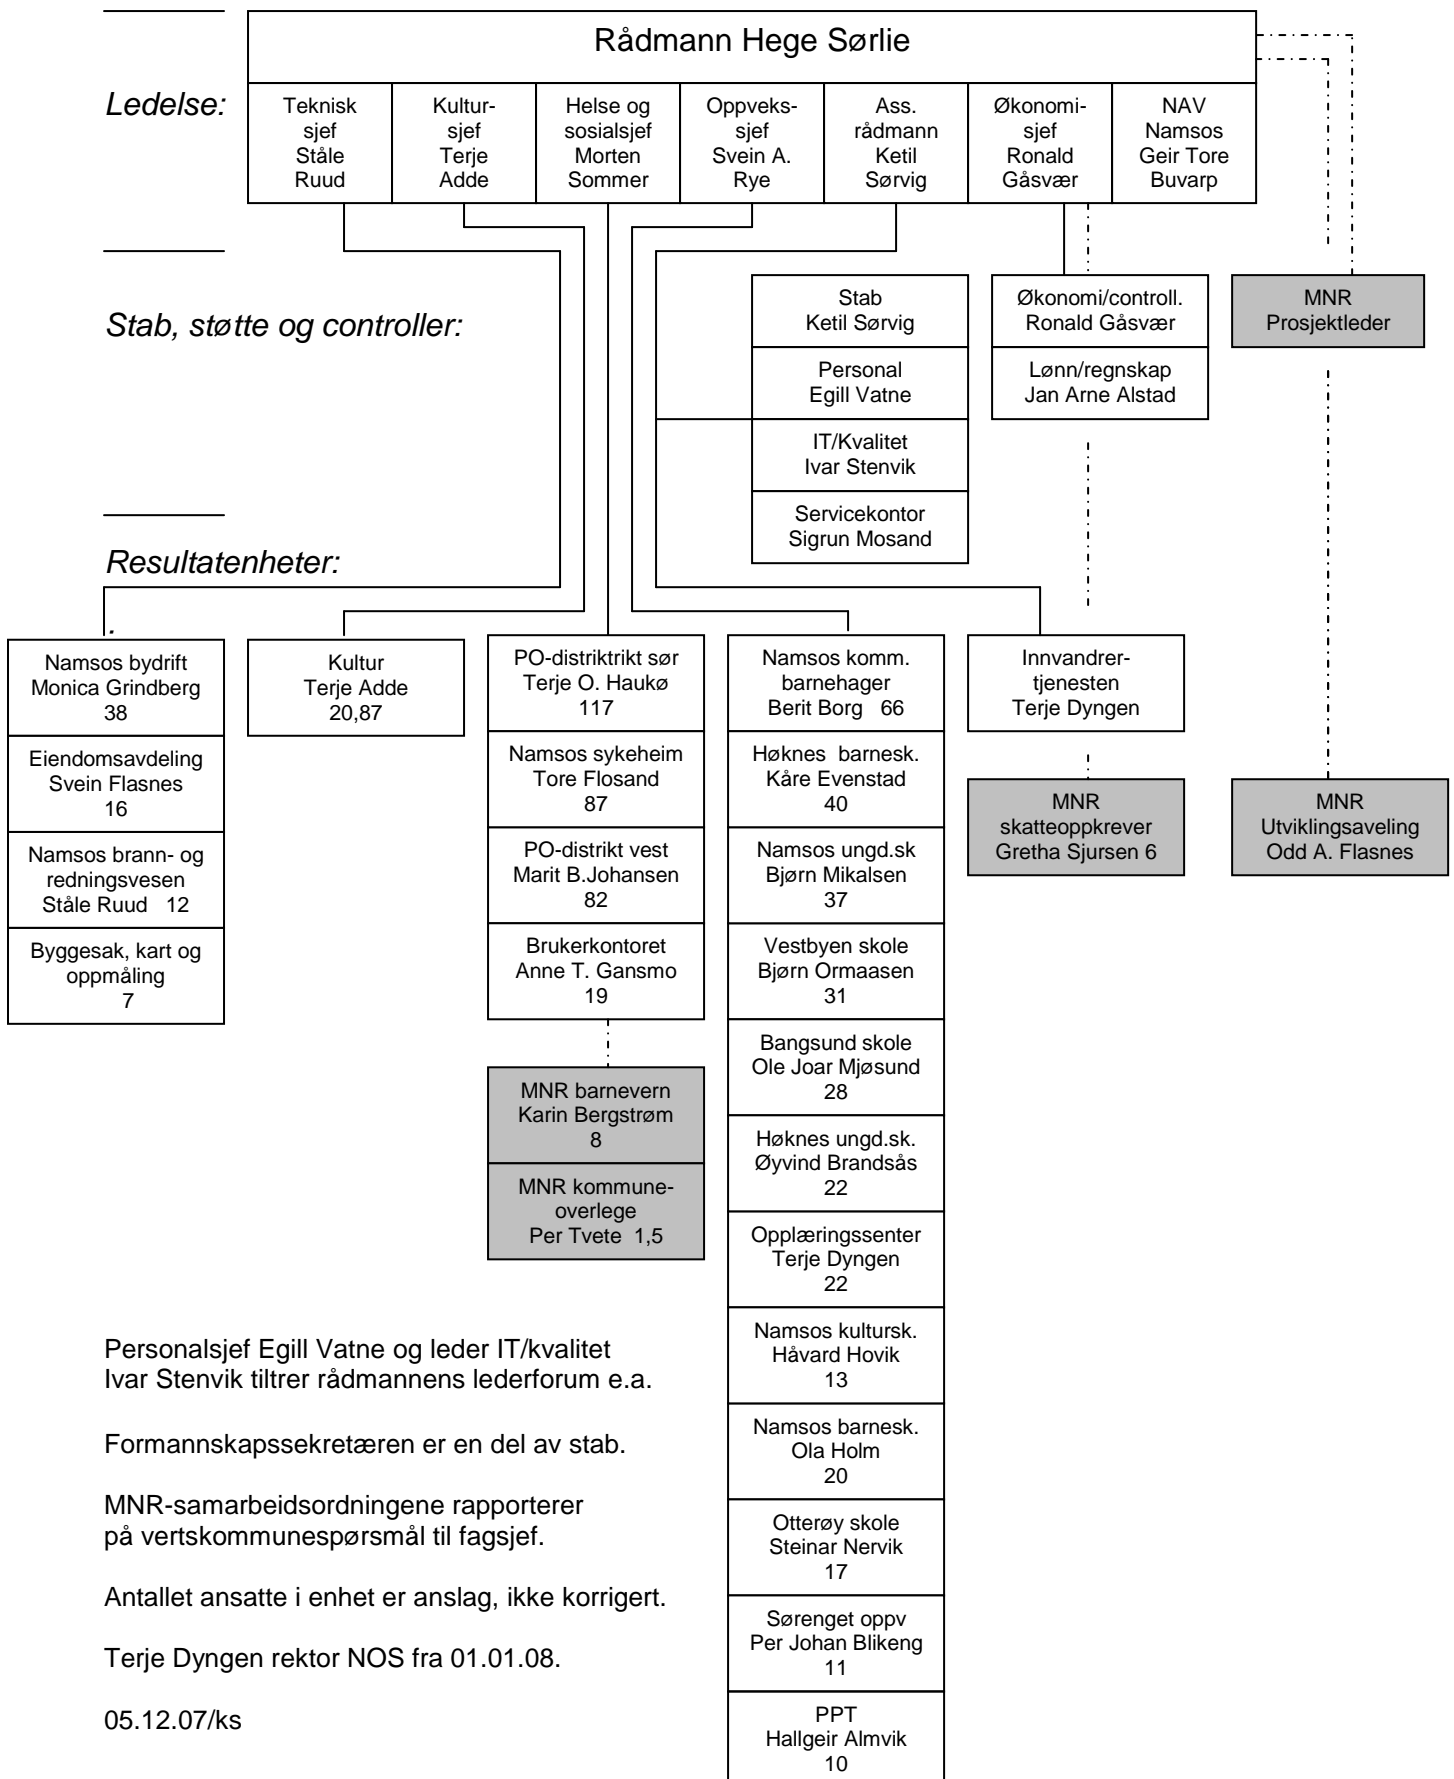 Rådmann Hege Sørlie
Ledelse:
Teknisk
sjef
Ståle
Ruud
Kultur-
sjef
Terje
Adde
Helse og
sosialsjef
Morten
Sommer
Oppveks-
sjef
Svein A.
Rye
Ass.
rådmann
Ketil
Sørvig
Økonomi-
sjef
Ronald
Gåsvær
NAV
Namsos
Geir Tore
Buvarp
Stab, støtte og controller:
Stab
Ketil Sørvig
Personal
Egill Vatne
IT/Kvalitet
Ivar Stenvik
Servicekontor
Sigrun Mosand
Økonomi/controll.
Ronald Gåsvær
Lønn/regnskap
Jan Arne Alstad
MNR
Prosjektleder
Resultatenheter:
.
Namsos bydrift
Monica Grindberg
38
Eiendomsavdeling
Svein Flasnes
16
Namsos brann- og
redningsvesen
Ståle Ruud 12
Byggesak, kart og
oppmåling
7
Kultur
Terje Adde
20,87
PO-distriktrikt sør
Terje O. Haukø
117
Namsos sykeheim
Tore Flosand
87
PO-distrikt vest
Marit B.Johansen
82
Brukerkontoret
Anne T. Gansmo
19
MNR barnevern
Karin Bergstrøm
8
MNR kommune-
overlege
Per Tvete 1,5
Namsos komm.
barnehager
Berit Borg 66
Høknes barnesk.
Kåre Evenstad
40
Namsos ungd.sk
Bjørn Mikalsen
37
Vestbyen skole
Bjørn Ormaasen
31
Bangsund skole
Ole Joar Mjøsund
28
Høknes ungd.sk.
Øyvind Brandsås
22
Opplæringssenter
Terje Dyngen
22
Namsos kultursk.
Håvard Hovik
13
Namsos barnesk.
Ola Holm
20
Otterøy skole
Steinar Nervik
17
Sørenget oppv
Per Johan Blikeng
11
PPT
Hallgeir Almvik
10
Innvandrer-
tjenesten
Terje Dyngen
MNR
skatteoppkrever
Gretha Sjursen 6
MNR
Utviklingsaveling
Odd A. Flasnes
Personalsjef Egill Vatne og leder IT/kvalitet
Ivar Stenvik tiltrer rådmannens lederforum e.a.
Formannskapssekretæren er en del av stab.
MNR-samarbeidsordningene rapporterer
på vertskommunespørsmål til fagsjef.
Antallet ansatte i enhet er anslag, ikke korrigert.
Terje Dyngen rektor NOS fra 01.01.08.
05.12.07/ks